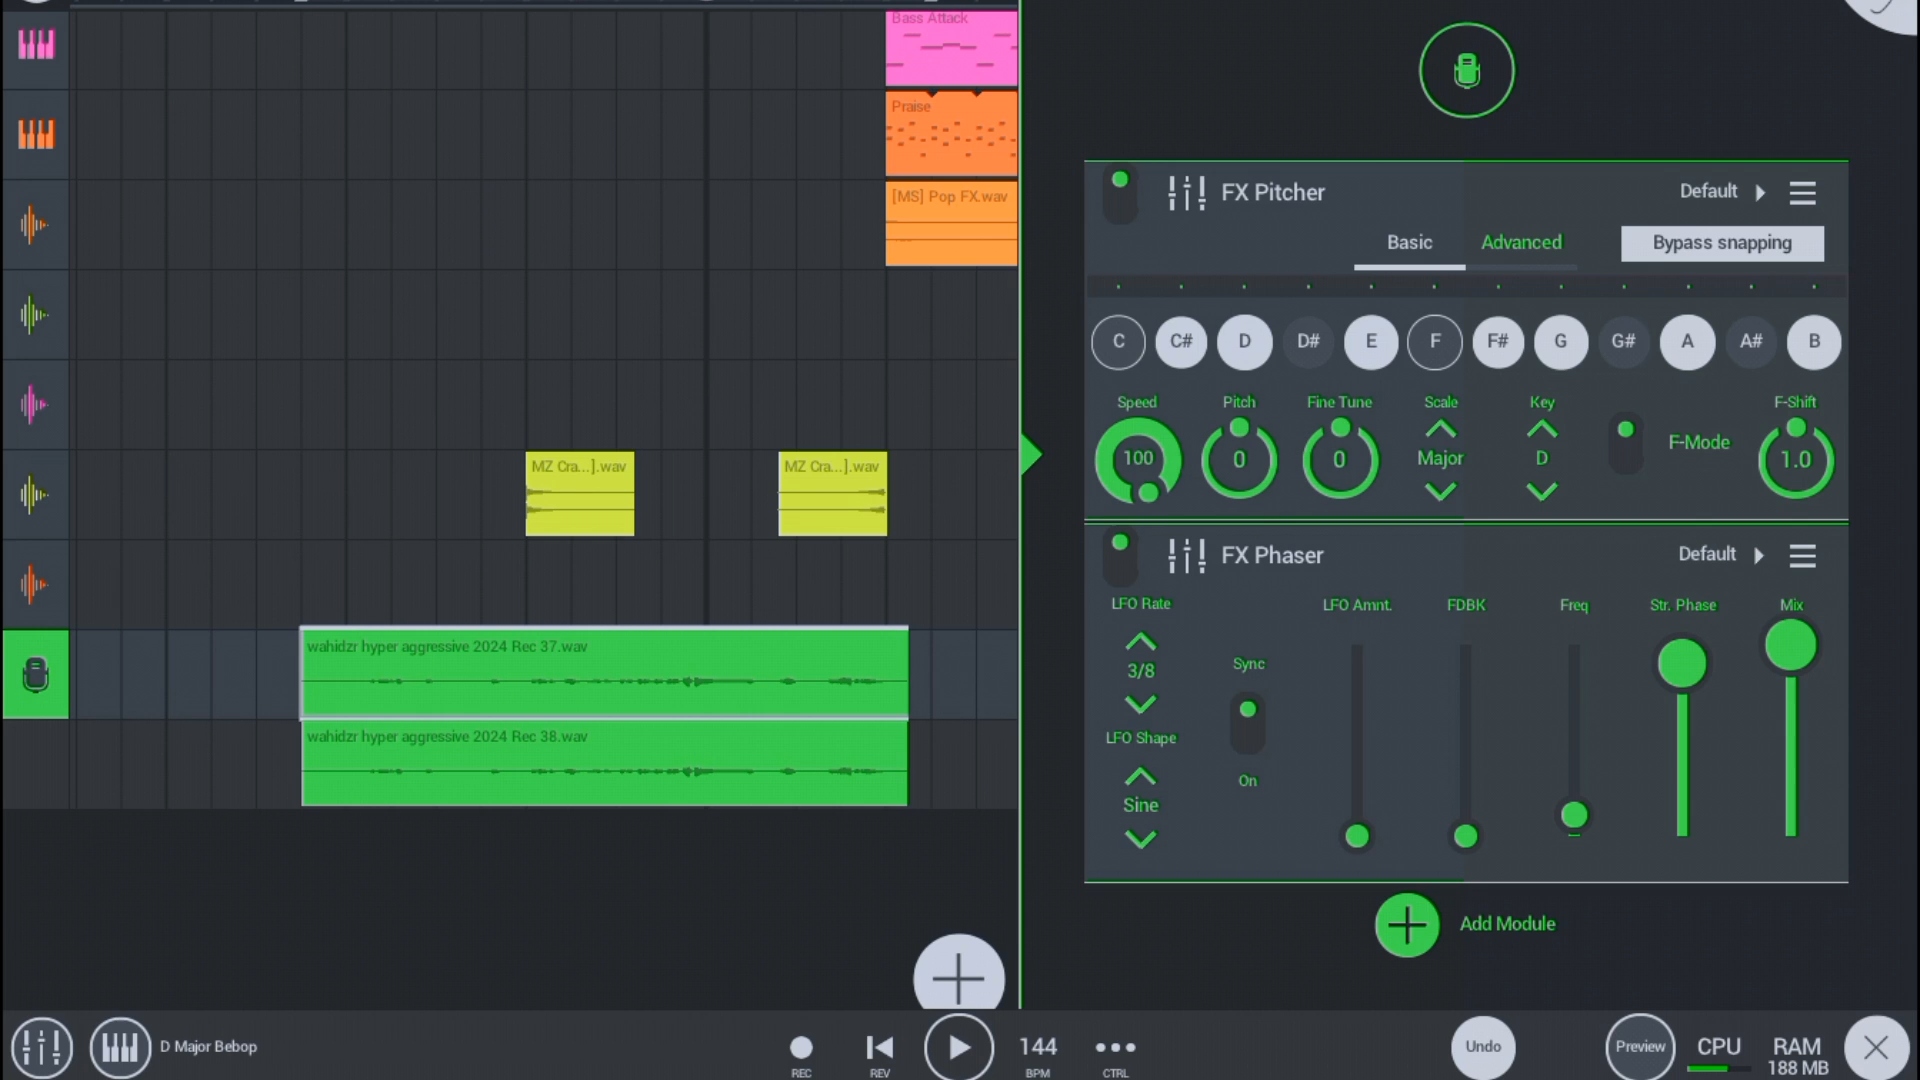 Bass Attack
Praise
[MS] Pop FX.wav
MZ Cra...].wav
MZ Cra...].wav
wahidzr hyper aggressive 2024 Rec 37.wav
wahidzr hyper aggressive 2024 Rec 38.wav
FX Pitcher
Default
Basic
Advanced
Bypass snapping
C C# D D# E F F# G G# A A# B
Speed Pitch Fine Tune Scale Key F-Shift
100 0 0 Major D F-Mode 1.0
FX Phaser
Default
LFO Rate LFO Amnt. FDBK Freq Str. Phase Mix
3/8
Sync
LFO Shape
On
Sine
Add Module
D Major Bebop
REC
REV
144
BPM
CTRL
Undo
Preview
CPU
RAM
188 MB